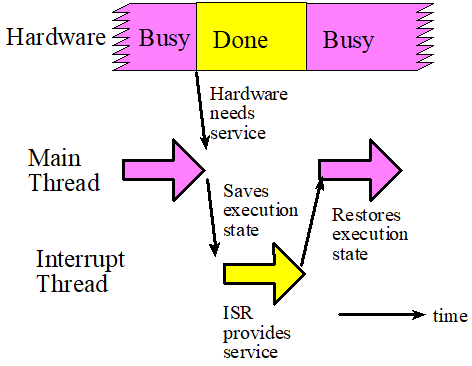 Hardware
Busy
Done
Busy
Hardware
needs
service
Main
Thread
Saves
execution
state
Restores
execution
state
Interrupt
Thread
ISR
provides
service
time